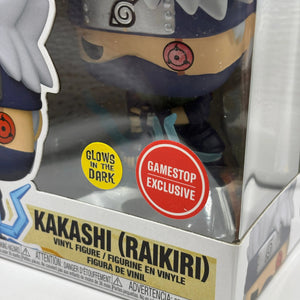 GLOWS
IN THE
DARK
GAMESTOP
EXCLUSIVE
KAKASHI (RAIKIRI)
VINYL FIGURE / FIGURINE EN VINYLE
FIGURA DE VINIL